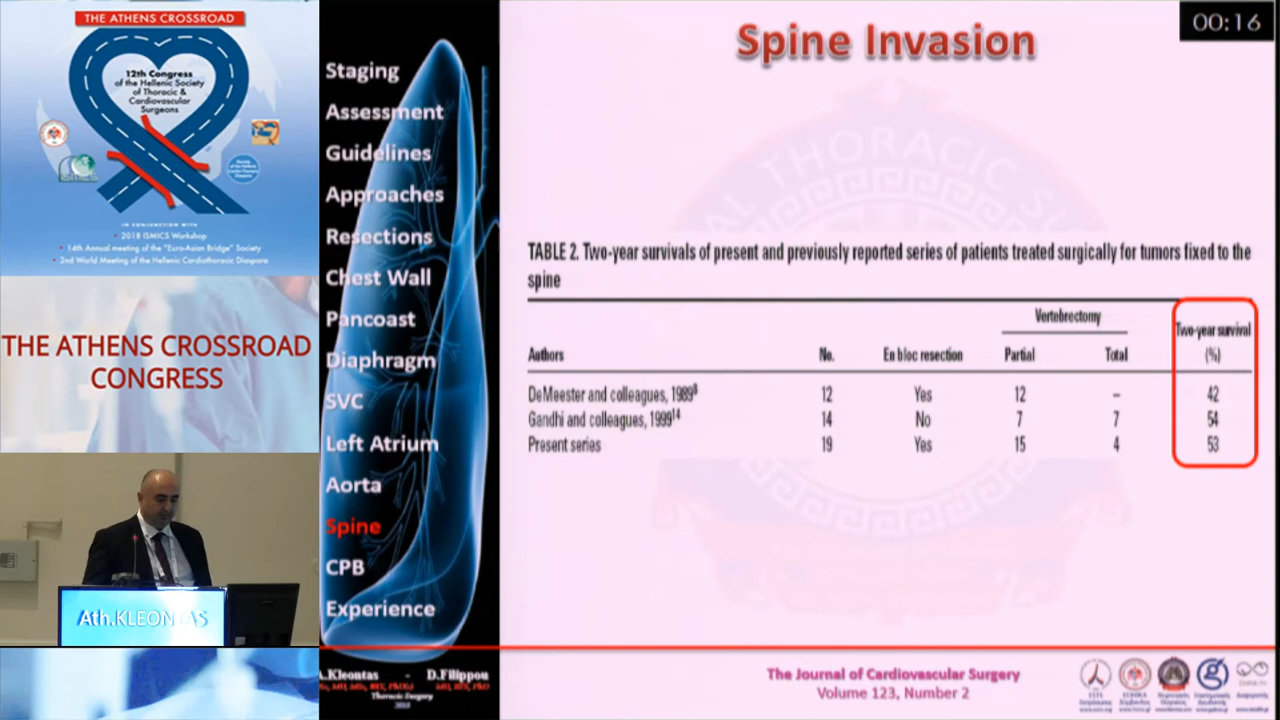 THE ATHENS CROSSROAD
12th Congress
of the Hellenic Society
of Thoracic &
Cardiovascular
Surgeons
IN CONJUNCTION WITH
• 2018 ISMICS Workshop
• 14th Annual meeting of the "Euro-Asian Bridge" Society
• 2nd World Meeting of the Hellenic Cardiothoracic Diaspora
THE ATHENS CROSSROAD
CONGRESS
Ath.KLEONTAS
Staging
Assessment
Guidelines
Approaches
Resections
Chest Wall
Pancoast
Diaphragm
SVC
Left Atrium
Aorta
Spine
CPB
Experience
A.Kleontas - D.Filippou
Thoracic Surgery
2018
00:16
Spine Invasion
TABLE 2. Two-year survivals of present and previously reported series of patients treated surgically for tumors fixed to the
spine
Vertebrectomy
Two-year survival
Authors No. En bloc resection Partial Total (%)
DeMeester and colleagues, 1989⁸ 12 Yes 12 – 42
Gandhi and colleagues, 1999¹⁴ 14 No 7 7 54
Present series 19 Yes 15 4 53
The Journal of Cardiovascular Surgery
Volume 123, Number 2